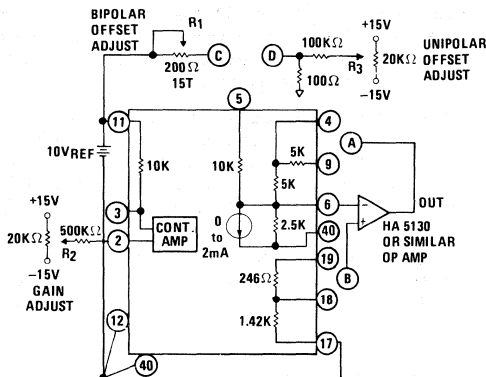 BIPOLAR
OFFSET
ADJUST
R1
C
200Ω
15T
D
100KΩ
R3
100Ω
+15V
20KΩ
-15V
UNIPOLAR
OFFSET
ADJUST
11
5
4
10VREF
10K
10K
5K
9
5K
A
3
CONT.
AMP
0
to
2mA
6
2.5K
40
-
+
OUT
HA 5130
OR SIMILAR
OP AMP
B
+15V
20KΩ
500KΩ
R2
-15V
GAIN
ADJUST
2
19
246Ω
18
1.42K
17
12
40